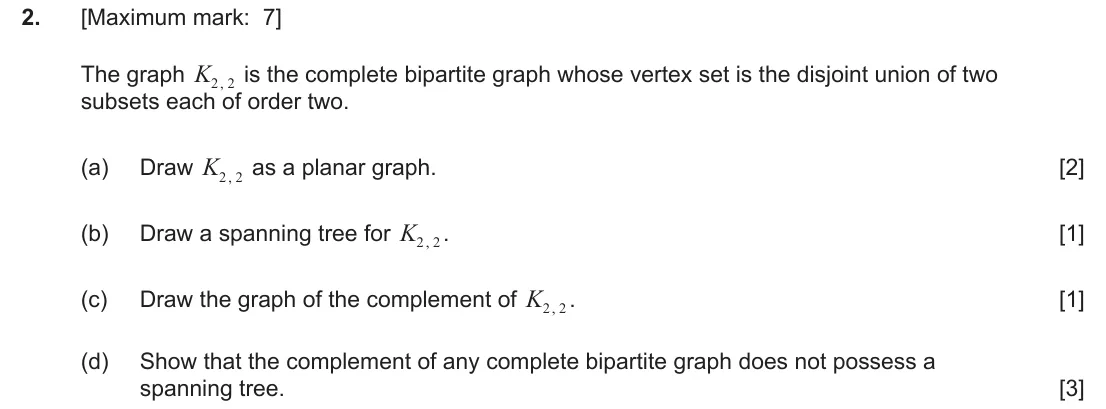 2. [Maximum mark: 7]
The graph K2, 2 is the complete bipartite graph whose vertex set is the disjoint union of two
subsets each of order two.
(a) Draw K2, 2 as a planar graph. [2]
(b) Draw a spanning tree for K2, 2. [1]
(c) Draw the graph of the complement of K2, 2. [1]
(d) Show that the complement of any complete bipartite graph does not possess a
spanning tree. [3]